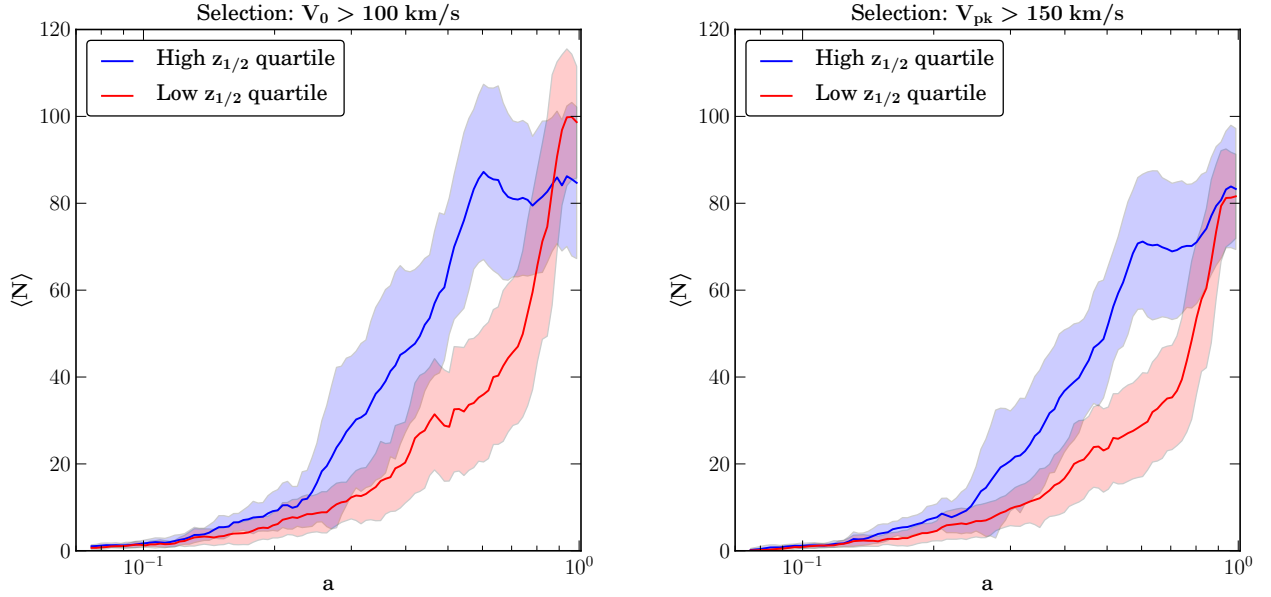 Selection: V₀ > 100 km/s
120
100
80
60
40
20
0
⟨N⟩
High z₁/₂ quartile
Low z₁/₂ quartile
10⁻¹
10⁰
a
Selection: Vₚₖ > 150 km/s
120
100
80
60
40
20
0
⟨N⟩
High z₁/₂ quartile
Low z₁/₂ quartile
10⁻¹
10⁰
a